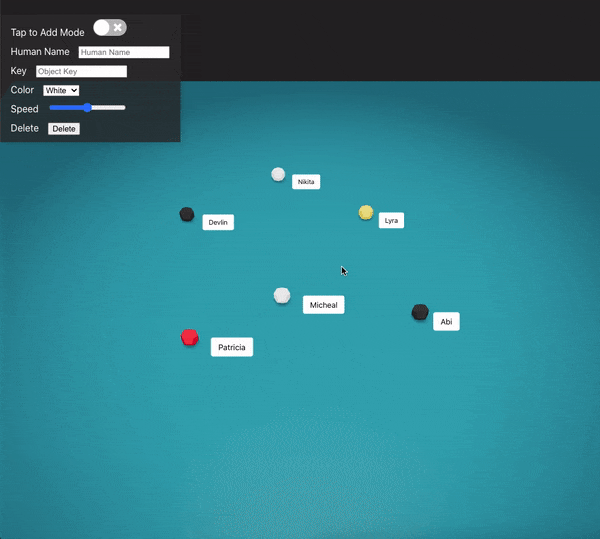 Tap to Add Mode
Human Name Human Name
Key Object Key
Color White
Speed
Delete Delete
Nikita
Devlin
Lyra
Micheal
Abi
Patricia